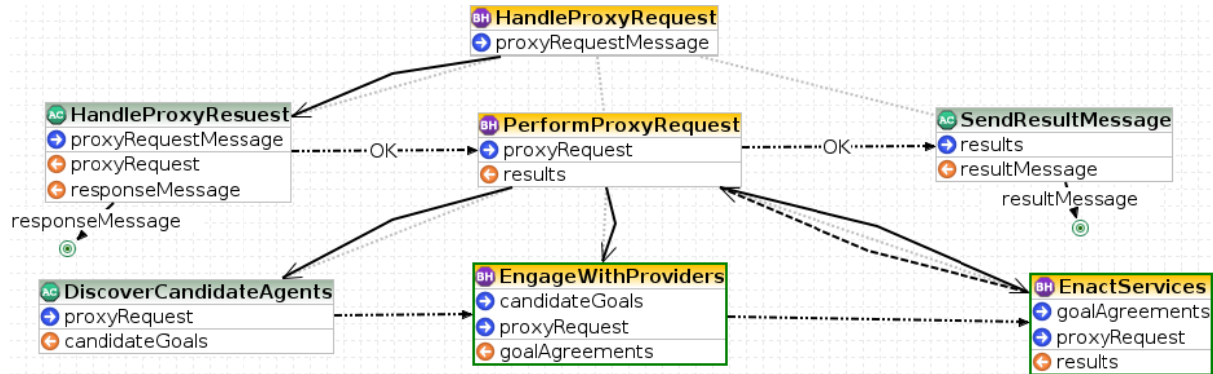 BH HandleProxyRequest
proxyRequestMessage
AC HandleProxyResuest
proxyRequestMessage
proxyRequest
responseMessage
responseMessage
OK
BH PerformProxyRequest
proxyRequest
results
OK
AC SendResultMessage
results
resultMessage
resultMessage
AC DiscoverCandidateAgents
proxyRequest
candidateGoals
BH EngageWithProviders
candidateGoals
proxyRequest
goalAgreements
BH EnactServices
goalAgreements
proxyRequest
results